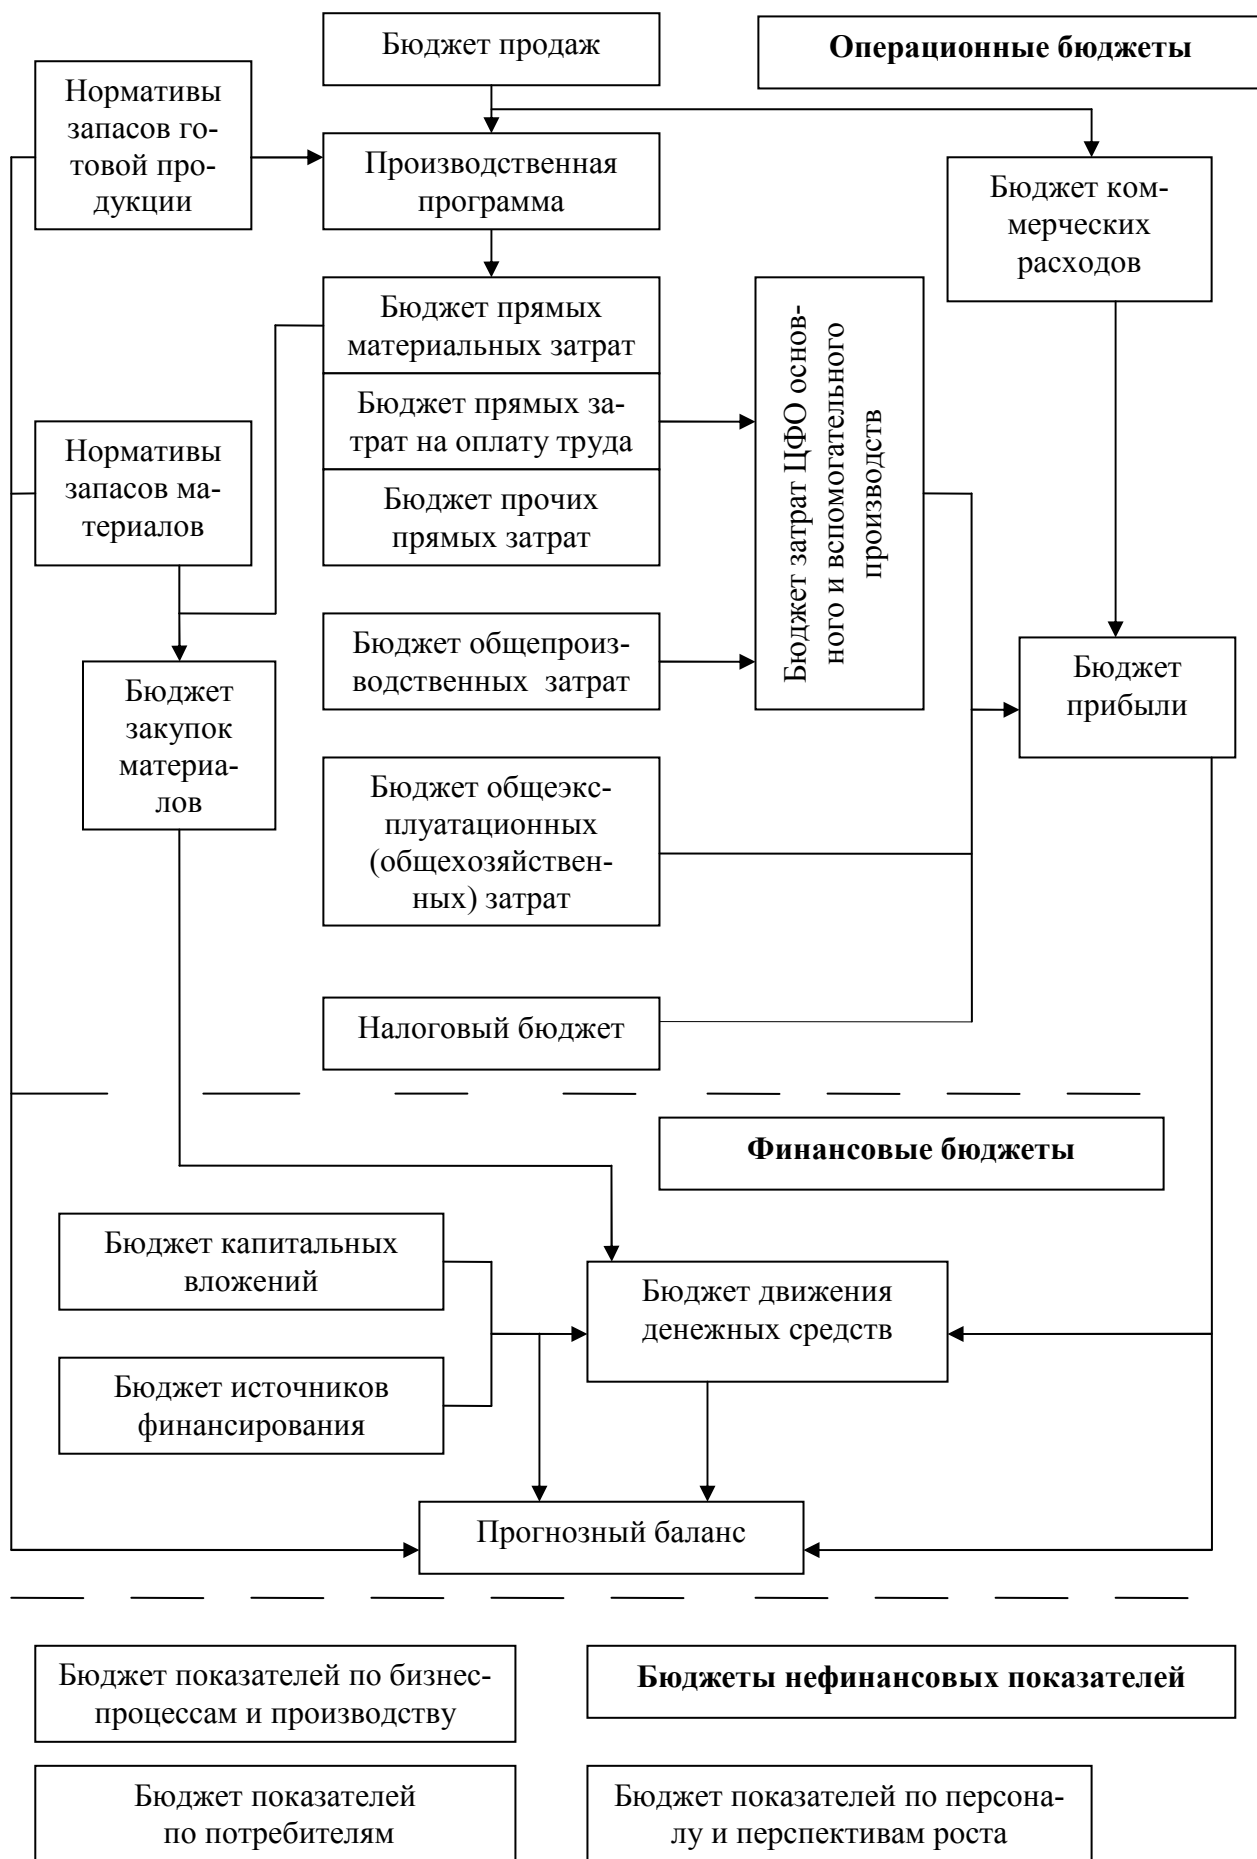 Бюджет продаж
Операционные бюджеты
Нормативы
запасов го-
товой про-
дукции
Производственная
программа
Бюджет ком-
мерческих
расходов
Бюджет прямых
материальных затрат
Бюджет прямых за-
трат на оплату труда
Бюджет прочих
прямых затрат
Бюджет затрат ЦФО основ-
ного и вспомогательного
производств
Нормативы
запасов ма-
териалов
Бюджет общепроиз-
водственных  затрат
Бюджет
прибыли
Бюджет
закупок
материа-
лов
Бюджет общеэкс-
плуатационных
(общехозяйствен-
ных) затрат
Налоговый бюджет
Финансовые бюджеты
Бюджет капитальных
вложений
Бюджет движения
денежных средств
Бюджет источников
финансирования
Прогнозный баланс
Бюджет показателей по бизнес-
процессам и производству
Бюджеты нефинансовых показателей
Бюджет показателей
по потребителям
Бюджет показателей по персона-
лу и перспективам роста